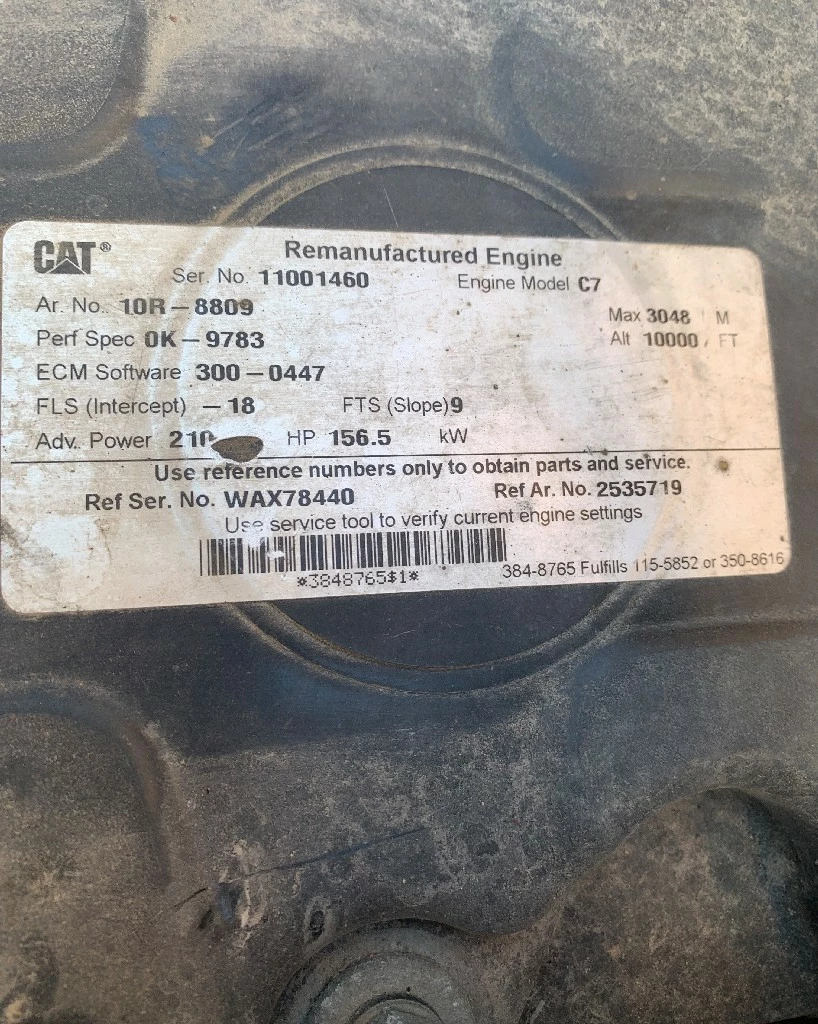 CAT® Remanufactured Engine
Ser. No. 11001460 Engine Model C7
Ar. No. 10R-8809
Max 3048 M
Perf Spec 0K-9783
Alt 10000 FT
ECM Software 300-0447
FLS (Intercept) -18 FTS (Slope) 9
Adv. Power 210 HP 156.5 kW
Use reference numbers only to obtain parts and service.
Ref Ser. No. WAX78440 Ref Ar. No. 2535719
Use service tool to verify current engine settings
*3848765$1* 384-8765 Fulfills 115-5852 or 350-8616